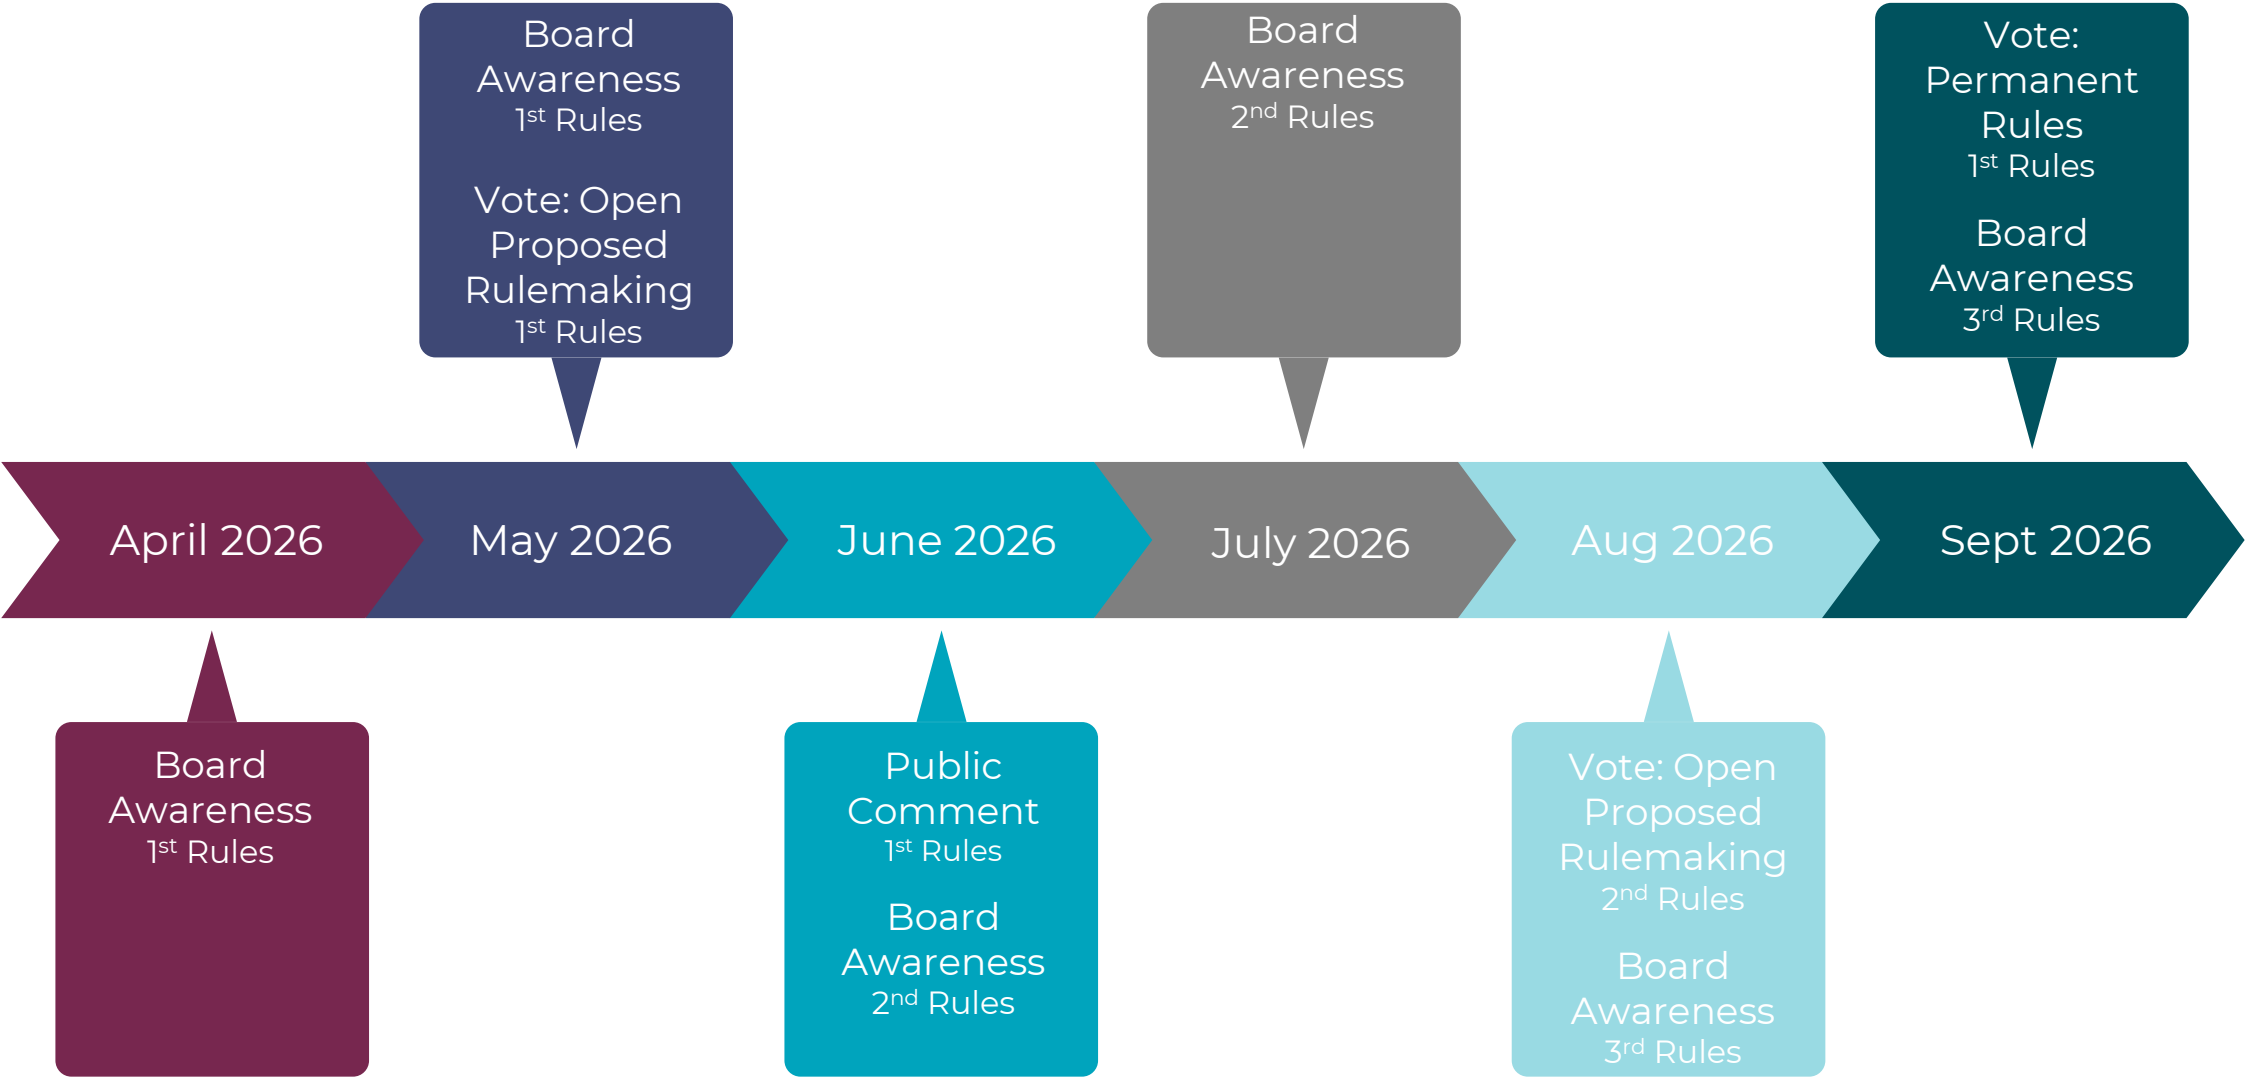 Board
Awareness
1st Rules
Vote: Open
Proposed
Rulemaking
1st Rules
Board
Awareness
2nd Rules
Vote:
Permanent
Rules
1st Rules
Board
Awareness
3rd Rules
April 2026
May 2026
June 2026
July 2026
Aug 2026
Sept 2026
Board
Awareness
1st Rules
Public
Comment
1st Rules
Board
Awareness
2nd Rules
Vote: Open
Proposed
Rulemaking
2nd Rules
Board
Awareness
3rd Rules